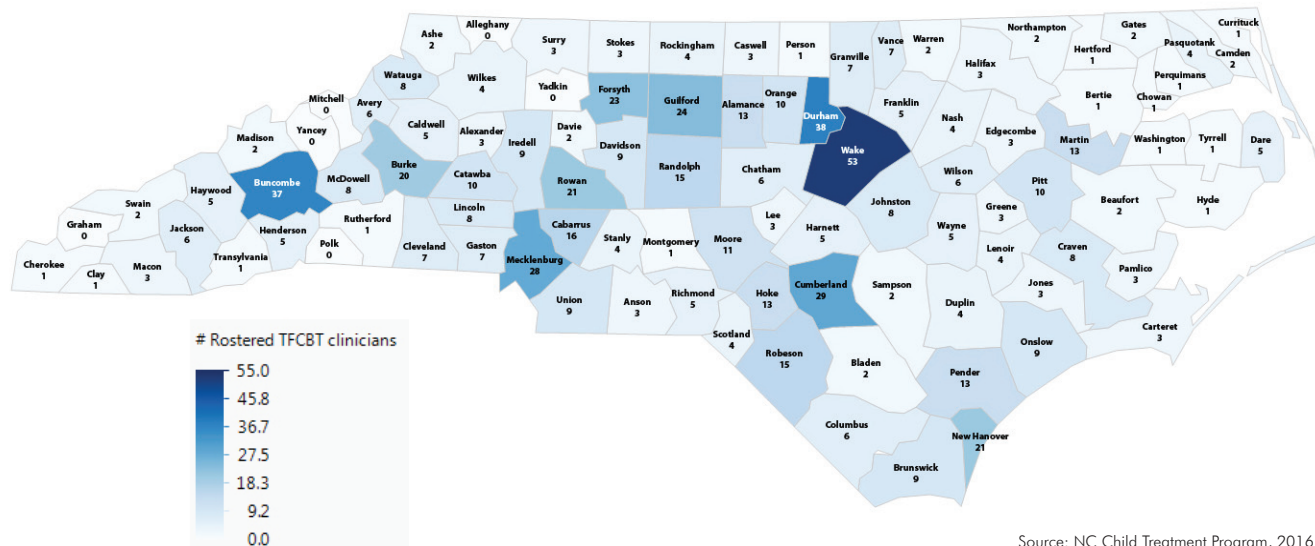 Alleghany
0
Ashe
2
Surry
3
Stokes
3
Rockingham
4
Caswell
3
Person
1
Granville
7
Vance
7
Warren
2
Northampton
2
Gates
2
Currituck
1
Hertford
1
Pasquotank
4
Camden
2
Halifax
3
Perquimans
1
Chowan
1
Bertie
1
Watauga
8
Wilkes
4
Yadkin
0
Forsyth
23
Guilford
24
Alamance
13
Orange
10
Durham
38
Franklin
5
Nash
4
Edgecombe
3
Martin
13
Washington
1
Tyrrell
1
Dare
5
Mitchell
0
Avery
6
Caldwell
5
Alexander
3
Davie
2
Iredell
9
Davidson
9
Randolph
15
Chatham
6
Wake
53
Wilson
6
Pitt
10
Beaufort
2
Hyde
1
Madison
2
Yancey
0
Buncombe
37
McDowell
8
Burke
20
Catawba
10
Rowan
21
Johnston
8
Greene
3
Wayne
5
Haywood
5
Swain
2
Graham
0
Jackson
6
Henderson
5
Rutherford
1
Lincoln
8
Cabarrus
16
Stanly
4
Montgomery
1
Moore
11
Lee
3
Harnett
5
Lenoir
4
Craven
8
Pamlico
3
Cherokee
1
Clay
1
Macon
3
Transylvania
1
Polk
0
Cleveland
7
Gaston
7
Mecklenburg
28
Union
9
Anson
3
Richmond
5
Hoke
13
Cumberland
29
Sampson
2
Duplin
4
Jones
3
Carteret
3
Scotland
4
Robeson
15
Bladen
2
Pender
13
Onslow
9
Columbus
6
New Hanover
21
Brunswick
9
# Rostered TFCBT clinicians
55.0
45.8
36.7
27.5
18.3
9.2
0.0
Source: NC Child Treatment Program, 2016